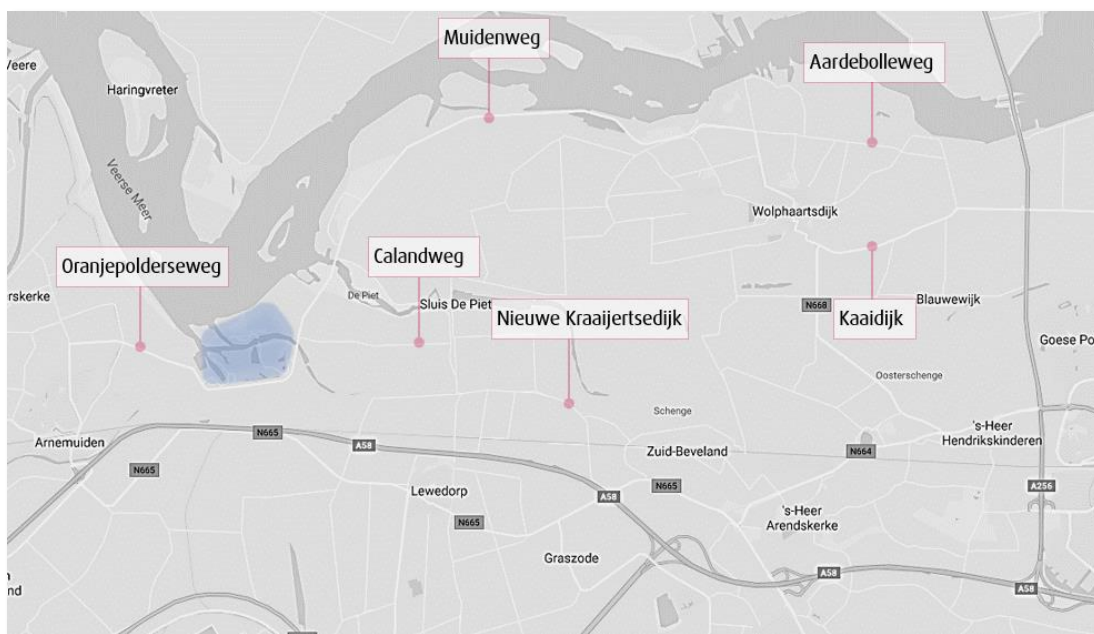 Muidenweg
Aardebolleweg
Veere
Haringvreter
Veerse Meer
Wolphaartsdijk
Oranjepolderseweg
Calandweg
De Piet
Sluis De Piet
Nieuwe Kraaijertsedijk
N668
Kaaidijk
Blauwewijk
erskerke
Goese Po
Oosterschenge
Schenge
's-Heer
Hendrikskinderen
Arnemuiden
N665
A58
Zuid-Beveland
N664
N665
Lewedorp
N665
A58
N665
A256
's-Heer
Arendskerke
N665
Graszode
A58
A58
nd